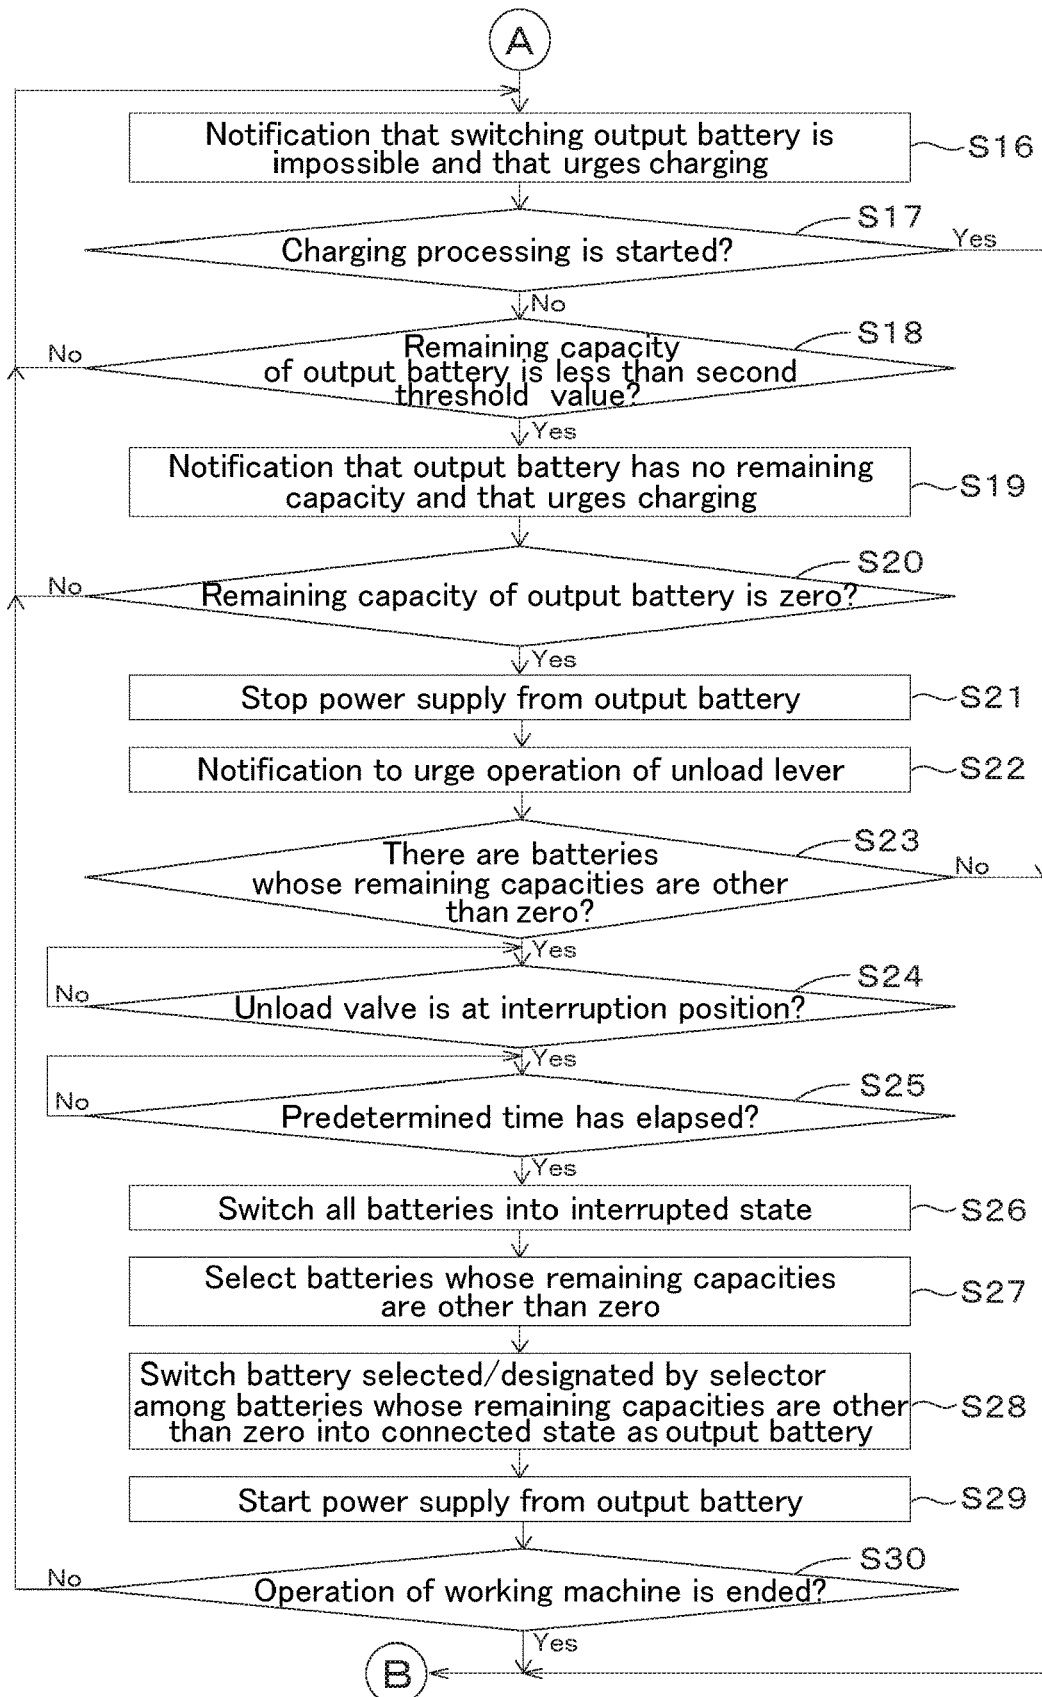 A
Notification that switching output battery is
impossible and that urges charging
S16
S17
Charging processing is started?
Yes
No
S18
No
Remaining capacity
of output battery is less than second
threshold value?
Yes
Notification that output battery has no remaining
capacity and that urges charging
S19
S20
No
Remaining capacity of output battery is zero?
Yes
Stop power supply from output battery
S21
Notification to urge operation of unload lever
S22
S23
There are batteries
whose remaining capacities are other
than zero?
No
Yes
S24
No
Unload valve is at interruption position?
Yes
S25
No
Predetermined time has elapsed?
Yes
Switch all batteries into interrupted state
S26
Select batteries whose remaining capacities
are other than zero
S27
Switch battery selected/designated by selector
among batteries whose remaining capacities are other
than zero into connected state as output battery
S28
Start power supply from output battery
S29
S30
No
Operation of working machine is ended?
Yes
B